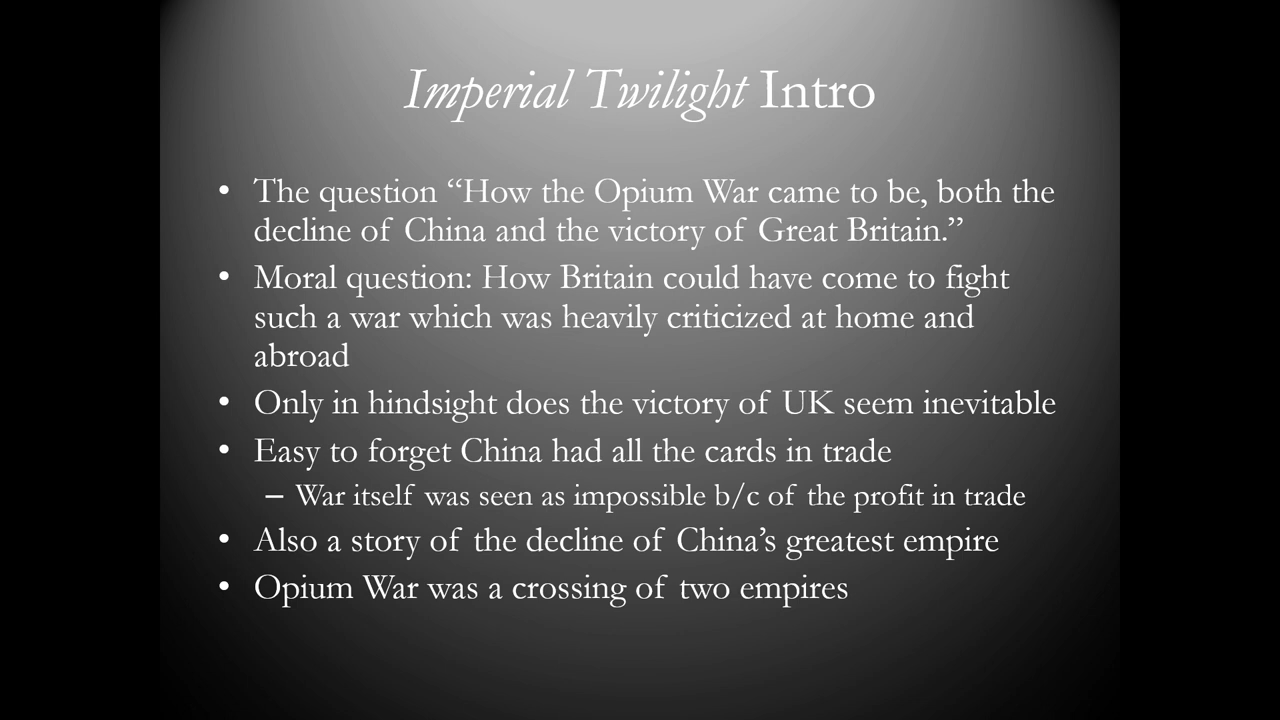 Imperial Twilight Intro
• The question “How the Opium War came to be, both the
decline of China and the victory of Great Britain.”
• Moral question: How Britain could have come to fight
such a war which was heavily criticized at home and
abroad
• Only in hindsight does the victory of UK seem inevitable
• Easy to forget China had all the cards in trade
– War itself was seen as impossible b/c of the profit in trade
• Also a story of the decline of China’s greatest empire
• Opium War was a crossing of two empires